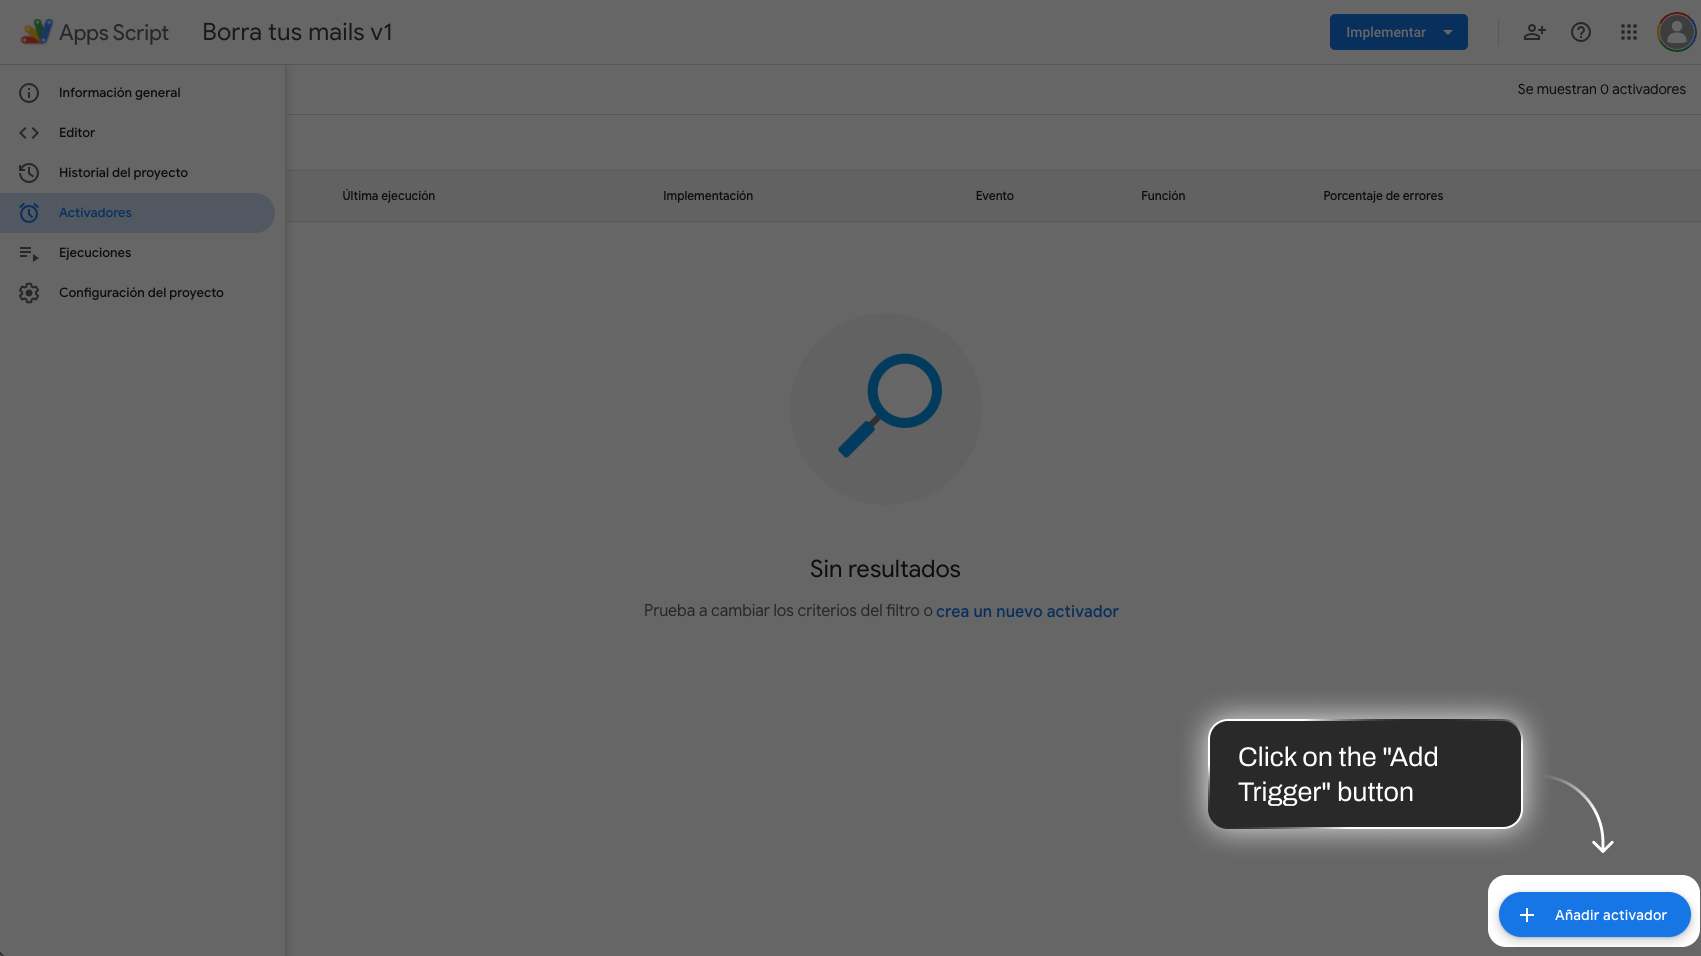 Apps Script
Borra tus mails v1
Implementar
Información general
Editor
Historial del proyecto
Activadores
Ejecuciones
Configuración del proyecto
Se muestran 0 activadores
Última ejecución
Implementación
Evento
Función
Porcentaje de errores
Sin resultados
Prueba a cambiar los criterios del filtro o crea un nuevo activador
Click on the "Add
Trigger" button
Añadir activador